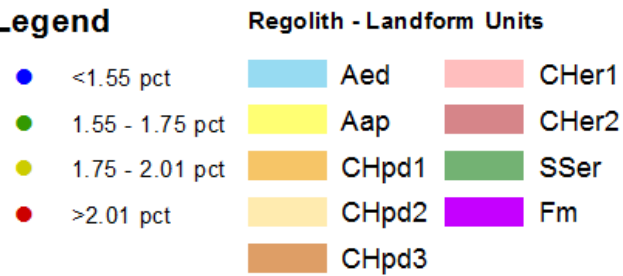 Legend
<1.55 pct
1.55 - 1.75 pct
1.75 - 2.01 pct
>2.01 pct
Regolith - Landform Units
Aed
Aap
CHpd1
CHpd2
CHpd3
CHer1
CHer2
SSer
Fm